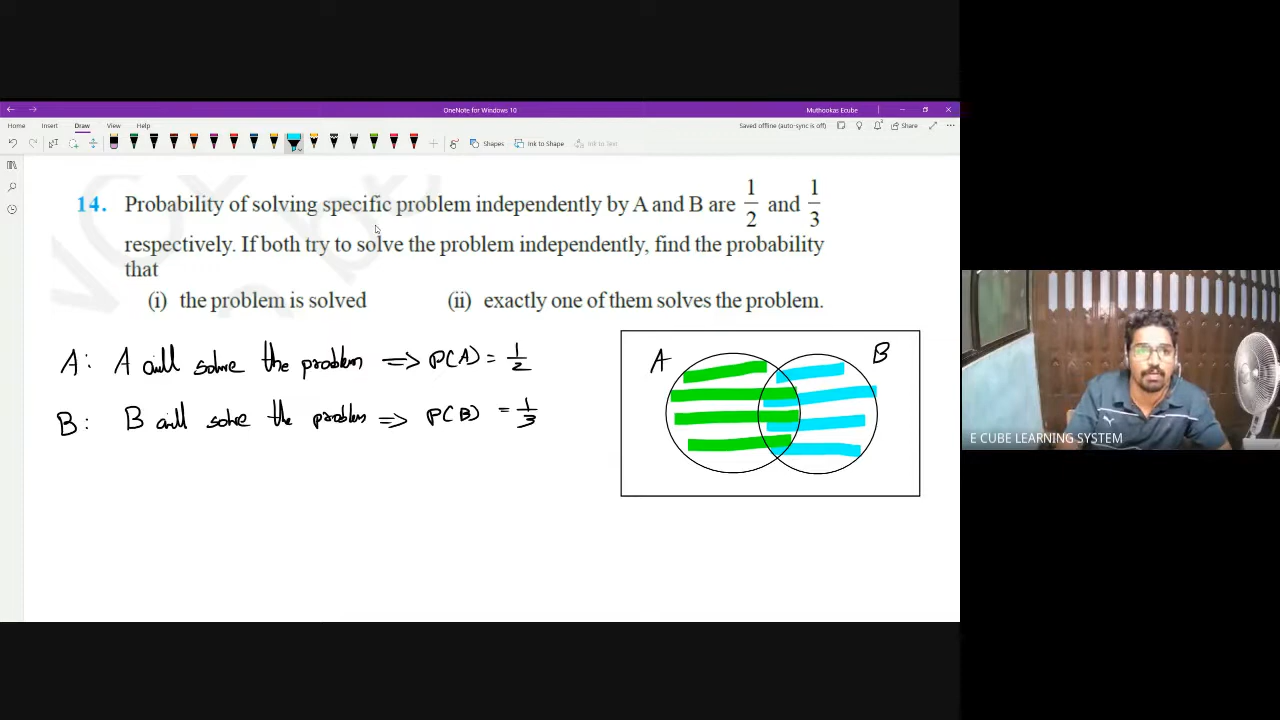 OneNote for Windows 10
Muthookas Ecube
Home Insert Draw View Help
Saved offline (auto-sync is off)
Share
Shapes
Ink to Shape
Ink to Text
14. Probability of solving specific problem independently by A and B are 1/2 and 1/3
respectively. If both try to solve the problem independently, find the probability
that
(i) the problem is solved (ii) exactly one of them solves the problem.
A: A will solve the problem ⟹ P(A) = 1/2
B: B will solve the problem ⟹ P(B) = 1/3
A B
E CUBE LEARNING SYSTEM